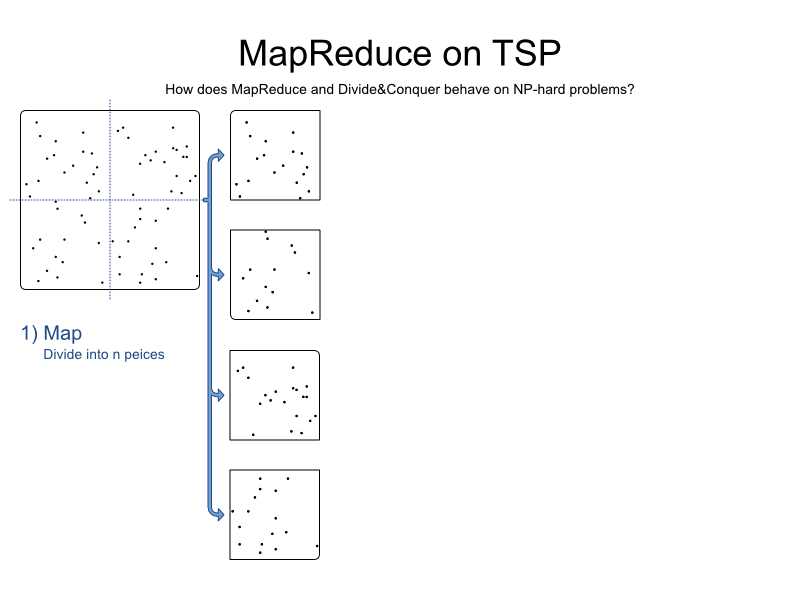 MapReduce on TSP
How does MapReduce and Divide&Conquer behave on NP-hard problems?
1) Map
Divide into n peices